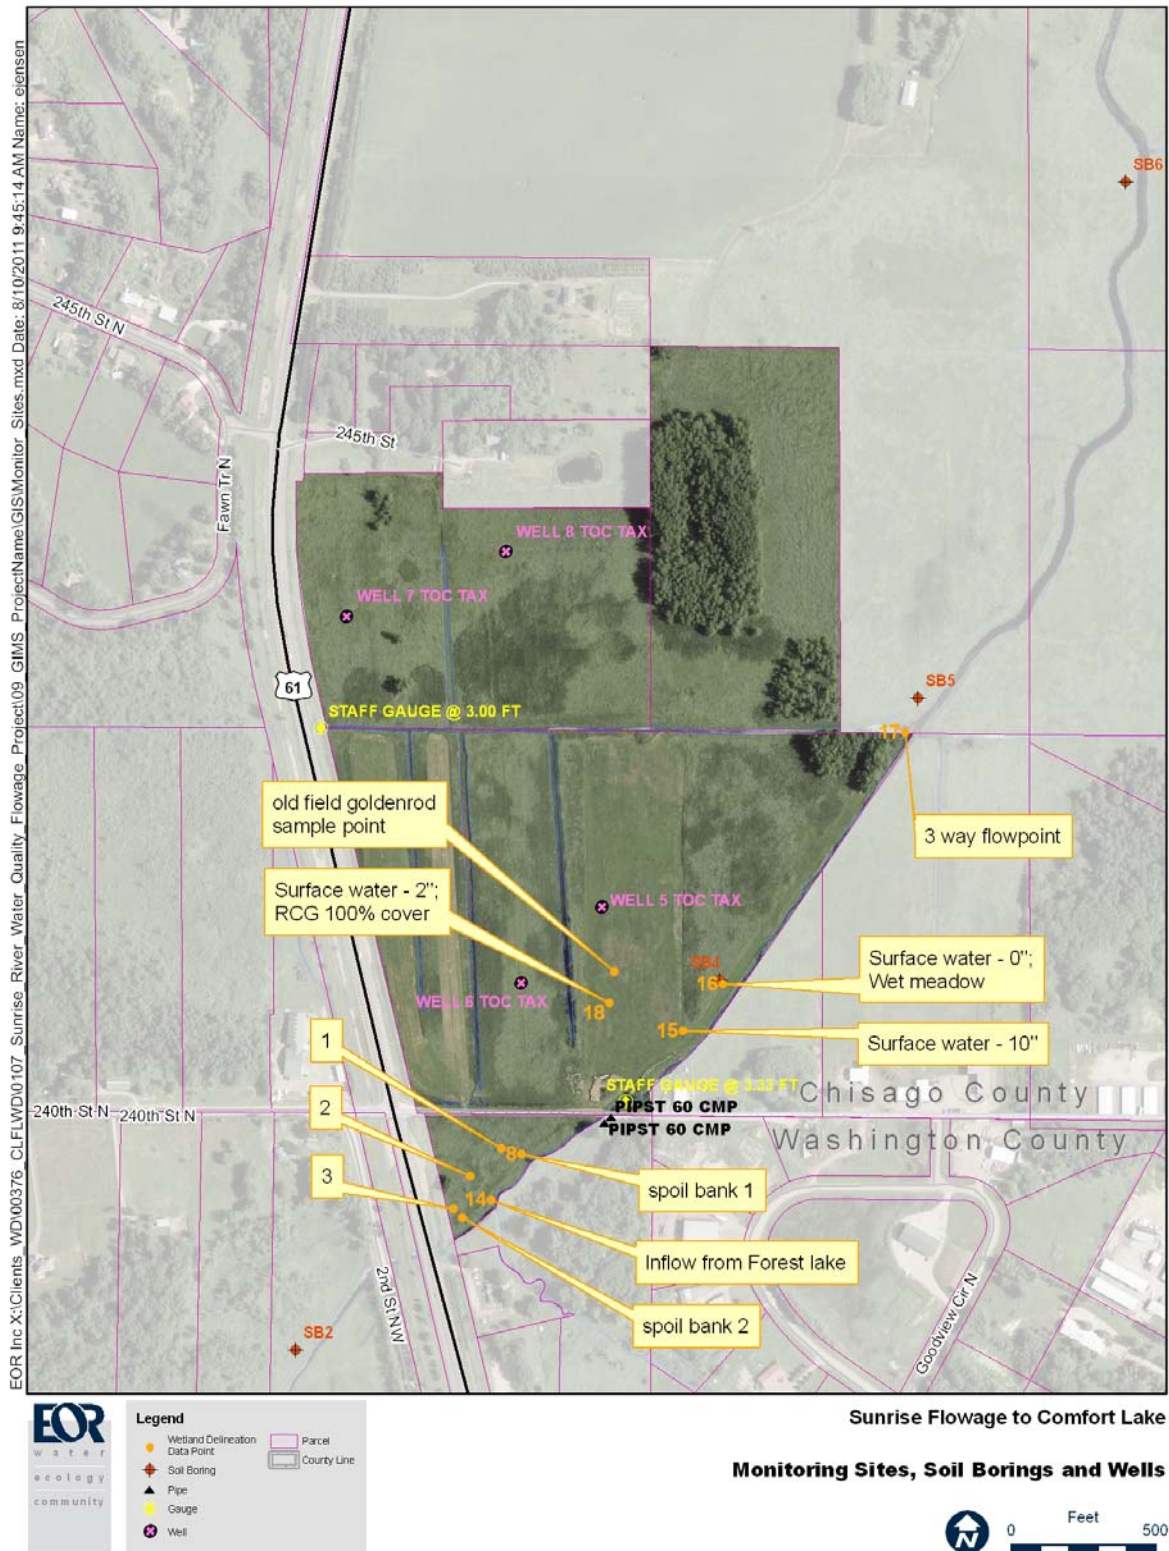 EOR Inc X:\Clients_WD\00376_CLFLWD\0107_Sunrise_River_Water_Quality_Flowage_Project\09_GIMS_ProjectName\GIS\Monitor_Sites.mxd Date: 8/10/2011 9:45:14 AM Name: ejensen
SB6
245th St N
245th St
Fawn Tr N
WELL 8 TOC TAX
WELL 7 TOC TAX
61
SB5
STAFF GAUGE @ 3.00 FT
17
old field goldenrod
sample point
3 way flowpoint
Surface water - 2";
RCG 100% cover
WELL 5 TOC TAX
SB4
16
Surface water - 0";
Wet meadow
WELL 6 TOC TAX
18
15
Surface water - 10"
1
STAFF GAUGE @ 3.33 FT
Chisago County
2
240th St N
240th St N
PIPST 60 CMP
PIPST 60 CMP
Washington County
8
3
14
spoil bank 1
Inflow from Forest lake
spoil bank 2
2nd St NW
Goodview Cir N
SB2
EOR
water
ecology
community
Legend
Wetland Delineation
Data Point
Soil Boring
Pipe
Gauge
Well
Parcel
County Line
Sunrise Flowage to Comfort Lake
Monitoring Sites, Soil Borings and Wells
N
Feet
0 500